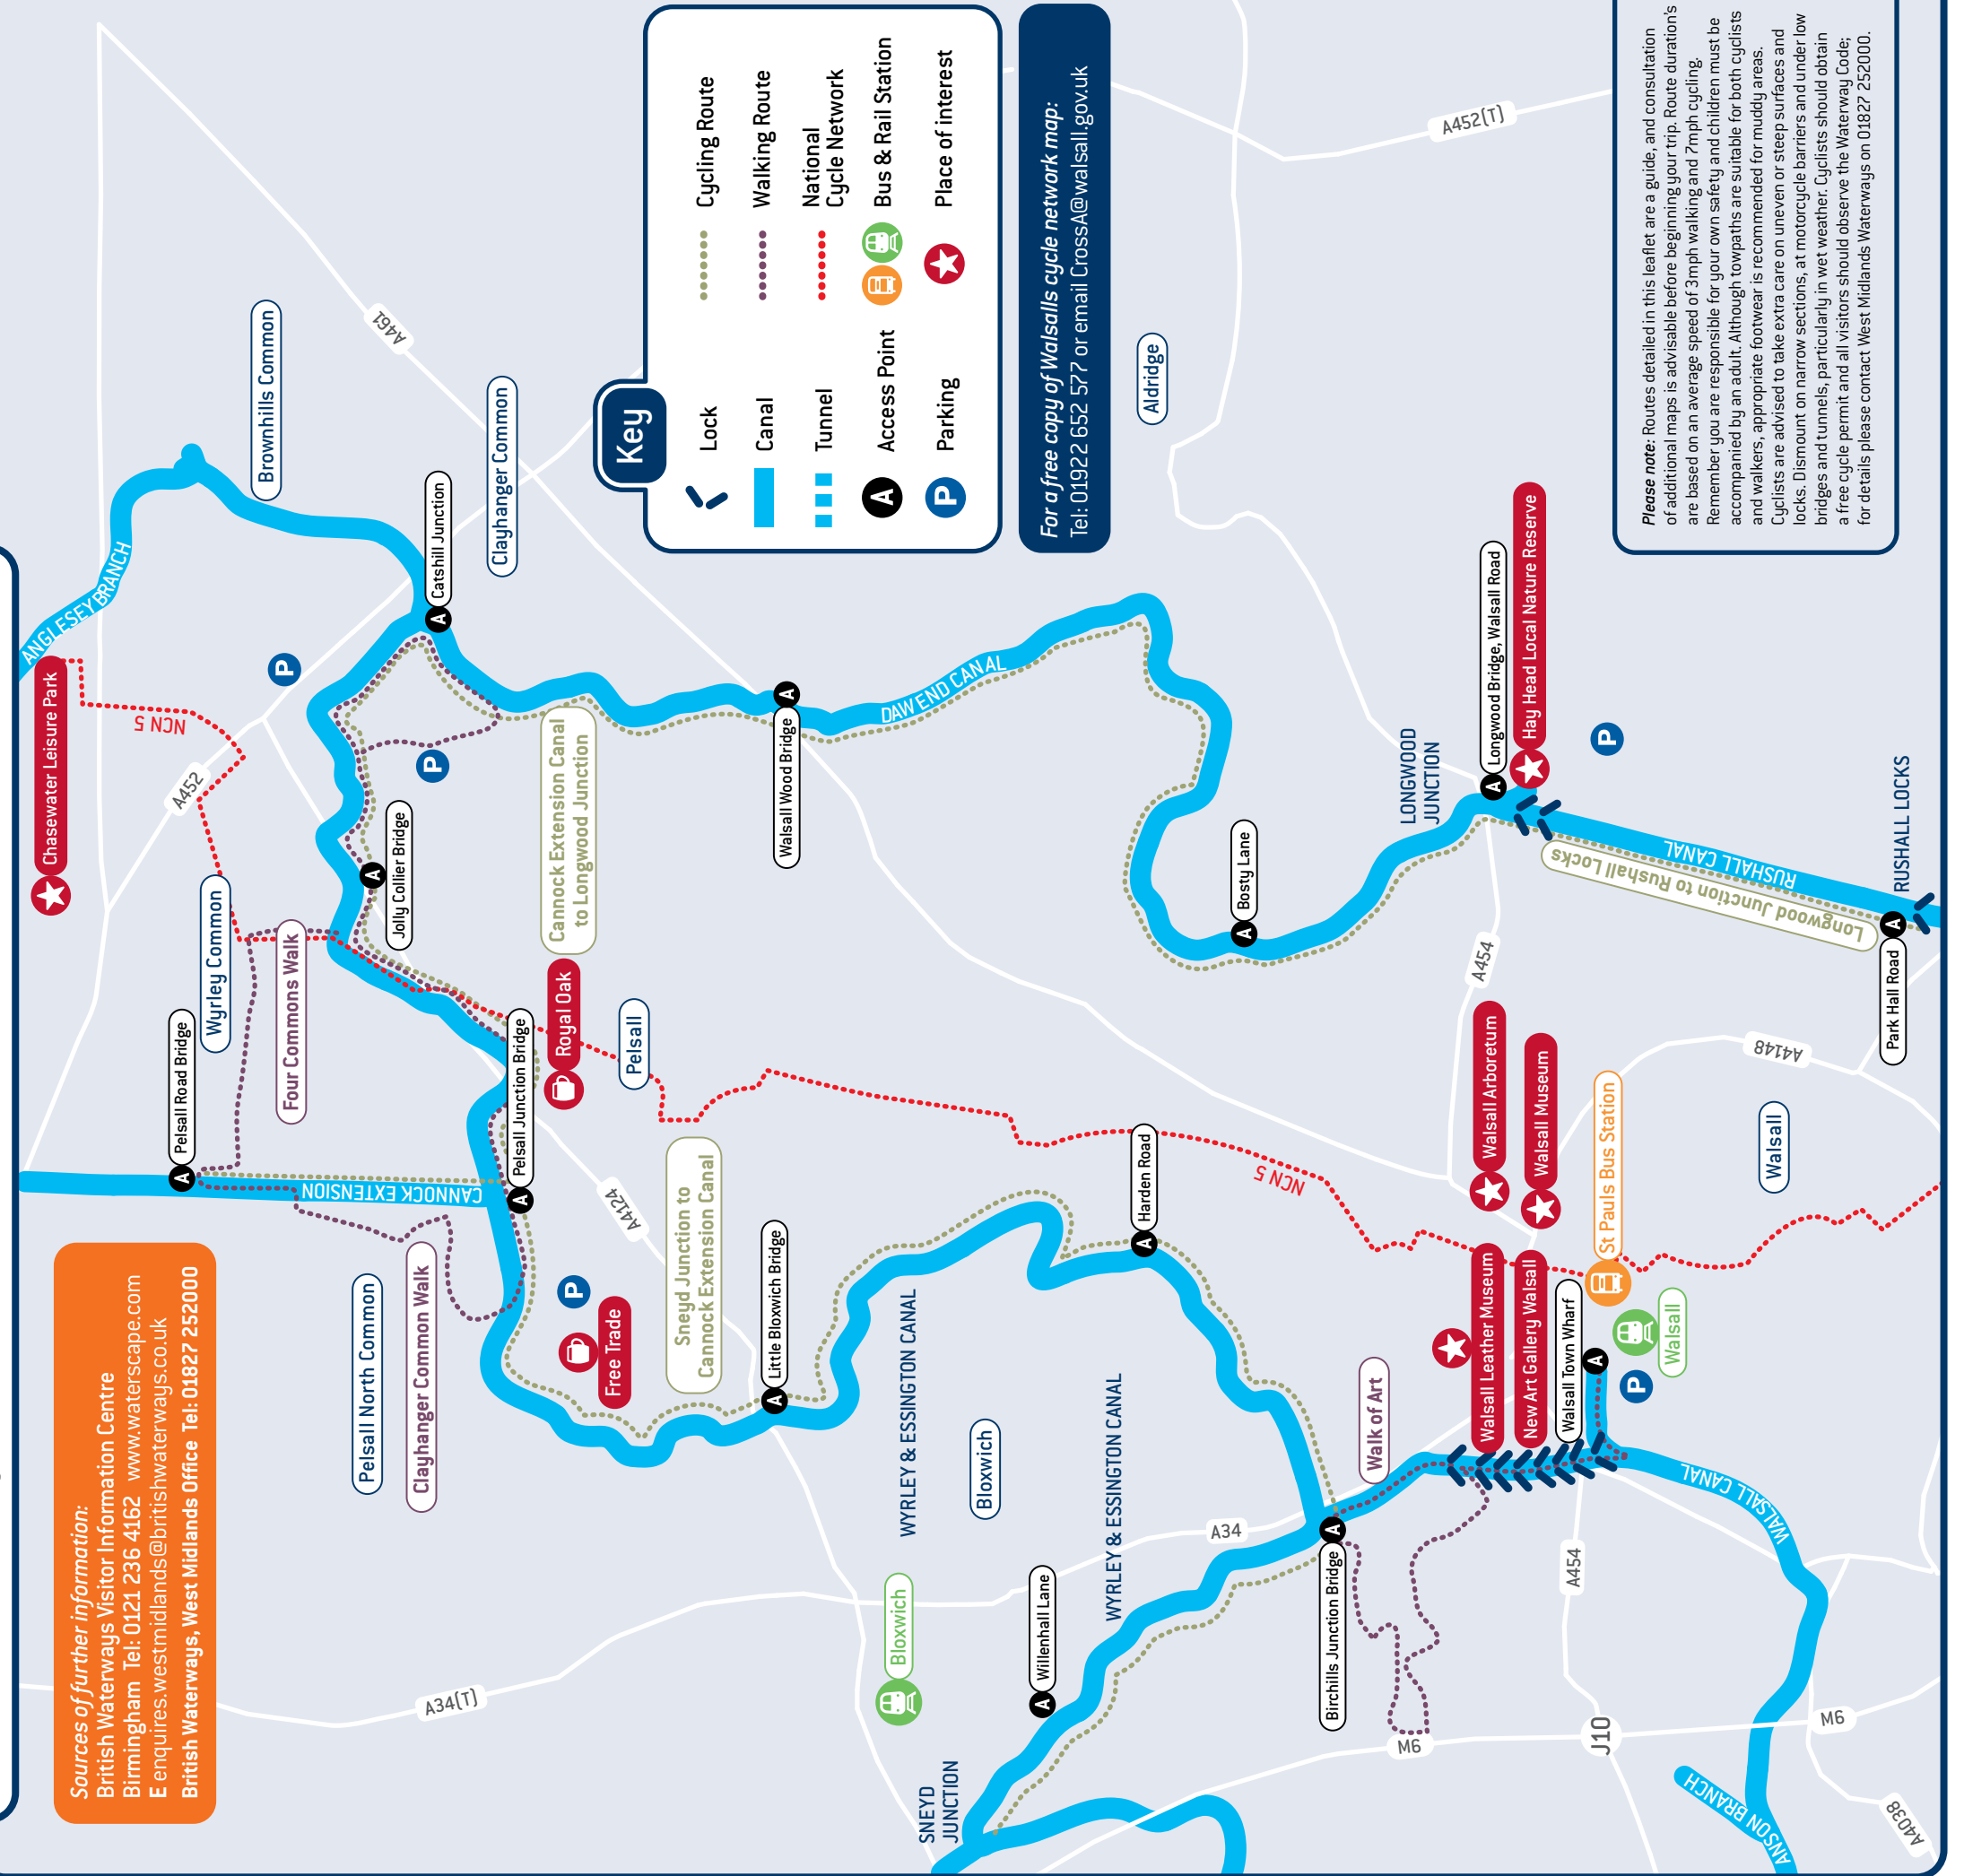 Sources of further information:
British Waterways Visitor Information Centre
Birmingham Tel: 0121 236 4162 www.waterscape.com
E enquires.westmidlands@britishwaterways.co.uk
British Waterways, West Midlands Office Tel: 01827 252000
Chasewater Leisure Park
ANGLESEY BRANCH
NCN 5
A452
A461
Brownhills Common
Clayhanger Common
Catshill Junction
Wyrley Common
Pelsall Road Bridge
Four Commons Walk
Jolly Collier Bridge
P
P
CANNOCK EXTENSION
Pelsall North Common
Clayhanger Common Walk
Pelsall Junction Bridge
Royal Oak
Pelsall
Cannock Extension Canal
to Longwood Junction
Walsall Wood Bridge
DAW END CANAL
P
Free Trade
A4124
Sneyd Junction to
Cannock Extension Canal
Little Bloxwich Bridge
WYRLEY & ESSINGTON CANAL
Bloxwich
A34(T)
Bloxwich
SNEYD
JUNCTION
Willenhall Lane
WYRLEY & ESSINGTON CANAL
A34
Harden Road
NCN 5
Bosty Lane
Aldridge
LONGWOOD
JUNCTION
Longwood Bridge, Walsall Road
Hay Head Local Nature Reserve
P
A454
Longwood Junction to Rushall Locks
RUSHALL CANAL
RUSHALL LOCKS
Park Hall Road
A4148
Walsall Arboretum
Walsall Museum
St Pauls Bus Station
Walsall
Walsall Leather Museum
New Art Gallery Walsall
Walsall Town Wharf
Walsall
P
Walk of Art
Birchills Junction Bridge
A454
WALSALL CANAL
M6
J10
M6
ANSON BRANCH
A4038
A452(T)
A
A
A
A
A
A
A
A
A
A
A
A
A
Key
Lock
Canal
Tunnel
A Access Point
P Parking
Cycling Route
Walking Route
National
Cycle Network
Bus & Rail Station
Place of interest
For a free copy of Walsalls cycle network map:
Tel: 01922 652 577 or email CrossA@walsall.gov.uk
Please note: Routes detailed in this leaflet are a guide, and consultation
of additional maps is advisable before beginning your trip. Route duration's
are based on an average speed of 3mph walking and 7mph cycling.
Remember you are responsible for your own safety and children must be
accompanied by an adult. Although towpaths are suitable for both cyclists
and walkers, appropriate footwear is recommended for muddy areas.
Cyclists are advised to take extra care on uneven or steep surfaces and
locks. Dismount on narrow sections, at motorcycle barriers and under low
bridges and tunnels, particularly in wet weather. Cyclists should obtain
a free cycle permit and all visitors should observe the Waterway Code;
for details please contact West Midlands Waterways on 01827 252000.